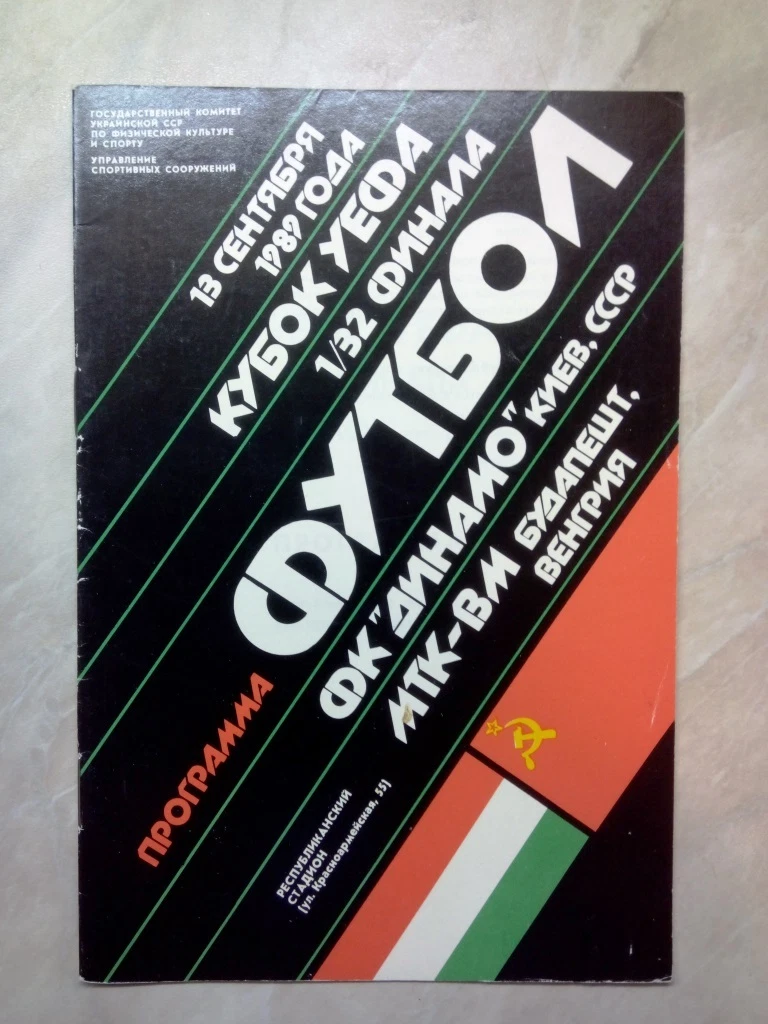 ГОСУДАРСТВЕННЫЙ КОМИТЕТ
УКРАИНСКОЙ ССР
ПО ФИЗИЧЕСКОЙ КУЛЬТУРЕ
И СПОРТУ
УПРАВЛЕНИЕ
СПОРТИВНЫХ СООРУЖЕНИЙ
13 СЕНТЯБРЯ
1989 ГОДА
КУБОК УЕФА
1/32 ФИНАЛА
ПРОГРАММА
ФУТБОЛ
ФК "ДИНАМО" КИЕВ, СССР
МТК-ВМ БУДАПЕШТ,
ВЕНГРИЯ
РЕСПУБЛИКАНСКИЙ
СТАДИОН
(ул. Красноармейская, 55)